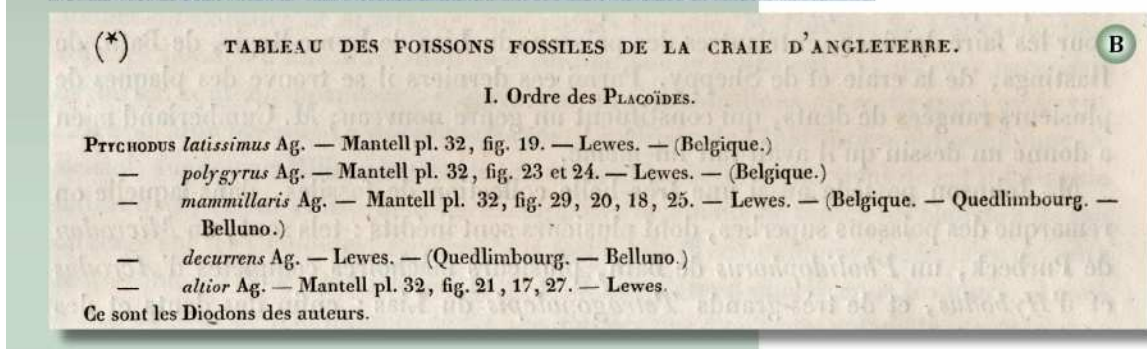 (*) TABLEAU DES POISSONS FOSSILES DE LA CRAIE D'ANGLETERRE. B
I. Ordre des PLACOÏDES.
PTYCHODUS latissimus Ag. — Mantell pl. 32, fig. 19. — Lewes. — (Belgique.)
— polygyrus Ag. — Mantell pl. 32, fig. 23 et 24. — Lewes. — (Belgique.)
— mammillaris Ag. — Mantell pl. 32, fig. 29, 20, 18, 25. — Lewes. — (Belgique. — Quedlimbourg. —
Belluno.)
— decurrens Ag. — Lewes. — (Quedlimbourg. — Belluno.)
— altior Ag. — Mantell pl. 32, fig. 21, 17, 27. — Lewes.
Ce sont les Diodons des auteurs.